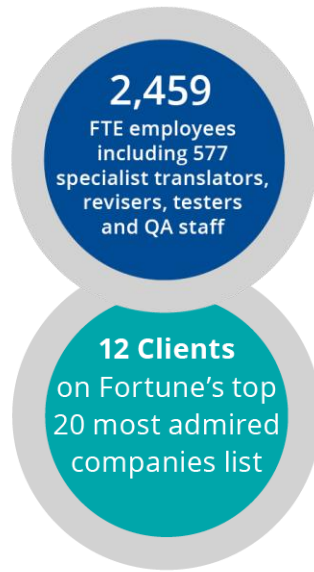 2,459
FTE employees
including 577
specialist translators,
revisers, testers
and QA staff
12 Clients
on Fortune’s top
20 most admired
companies list